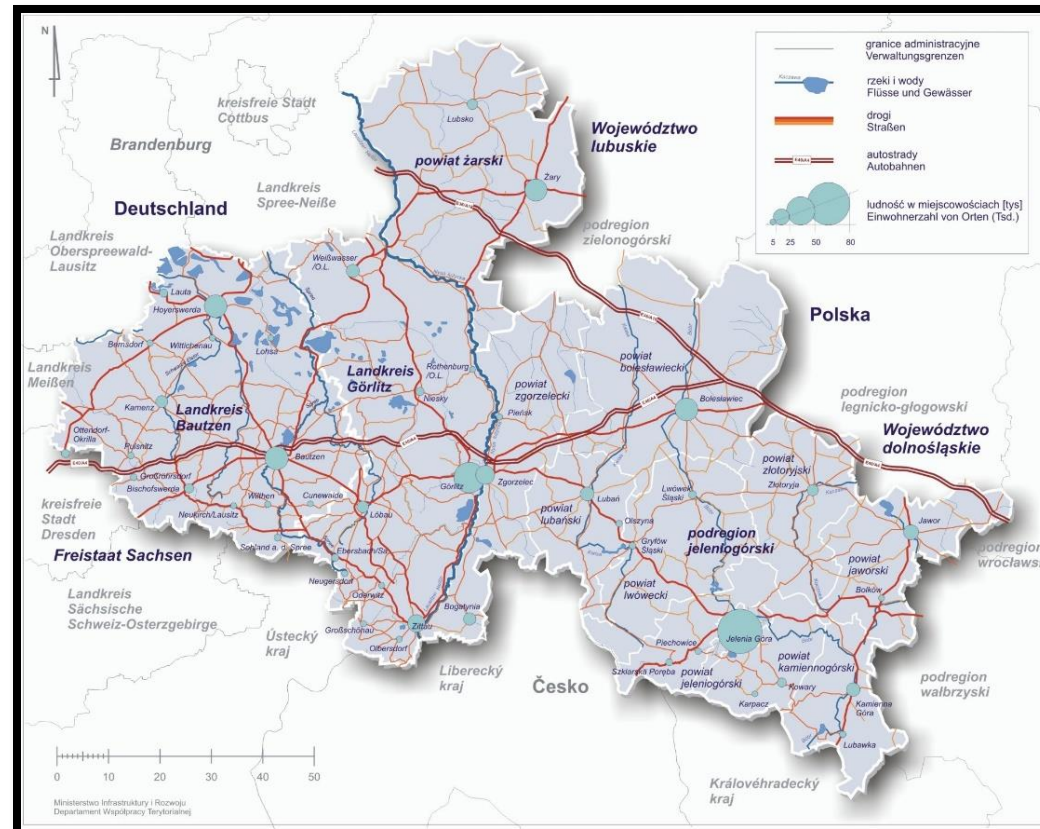 N
granice administracyjne
Verwaltungsgrenzen
Kaczawa
rzeki i wody
Flüsse und Gewässer
drogi
Straßen
E40/A4
autostrady
Autobahnen
ludność w miejscowościach [tys]
Einwohnerzahl von Orten (Tsd.)
5 25 50 80
kreisfreie Stadt
Cottbus
Brandenburg
Lubsko
Województwo
lubuskie
powiat żarski
Żary
Landkreis
Spree-Neiße
Deutschland
podregion
zielonogórski
Landkreis
Oberspreewald-
Lausitz
Weißwasser
/O.L.
Lauta
Hoyerswerda
Polska
Bernsdorf
Wittichenau
Lohsa
powiat
bolesławiecki
Landkreis
Meißen
Landkreis
Görlitz
Rothenburg
/O.L.
powiat
zgorzelecki
Niesky
Kamenz
Landkreis
Bautzen
Pieńsk
Bolesławiec
podregion
legnicko-głogowski
Województwo
dolnośląskie
Ottendorf-
Okrilla
Pulsnitz
Großröhrsdorf
Bautzen
E40/A4
Bischofswerda
Görlitz
Zgorzelec
powiat
złotoryjski
Złotoryja
kreisfreie
Stadt
Dresden
Wilthen
Cunewalde
Neukirch/Lausitz
Löbau
Lubań
Lwówek
Śląski
powiat
lubański
Olszyna
Jawor
Freistaat Sachsen
Sohland a. d. Spree
Ebersbach/Sa.
Gryfów
Śląski
podregion
jeleniogórski
podregion
wrocławski
powiat
jaworski
Neugersdorf
Oderwitz
powiat
lwówecki
Bolków
Landkreis
Sächsische
Schweiz-Osterzgebirge
Bogatynia
Großschönau
Zittau
Olbersdorf
Ústecký
kraj
Jelenia Góra
Piechowice
Szklarska Poręba
powiat
jeleniogórski
powiat
kamiennogórski
Liberecký
kraj
Česko
Kowary
Karpacz
Kamienna
Góra
podregion
wałbrzyski
Lubawka
0 10 20 30 40 50
Královéhradecký
kraj
Ministerstwo Infrastruktury i Rozwoju
Departament Współpracy Terytorialnej